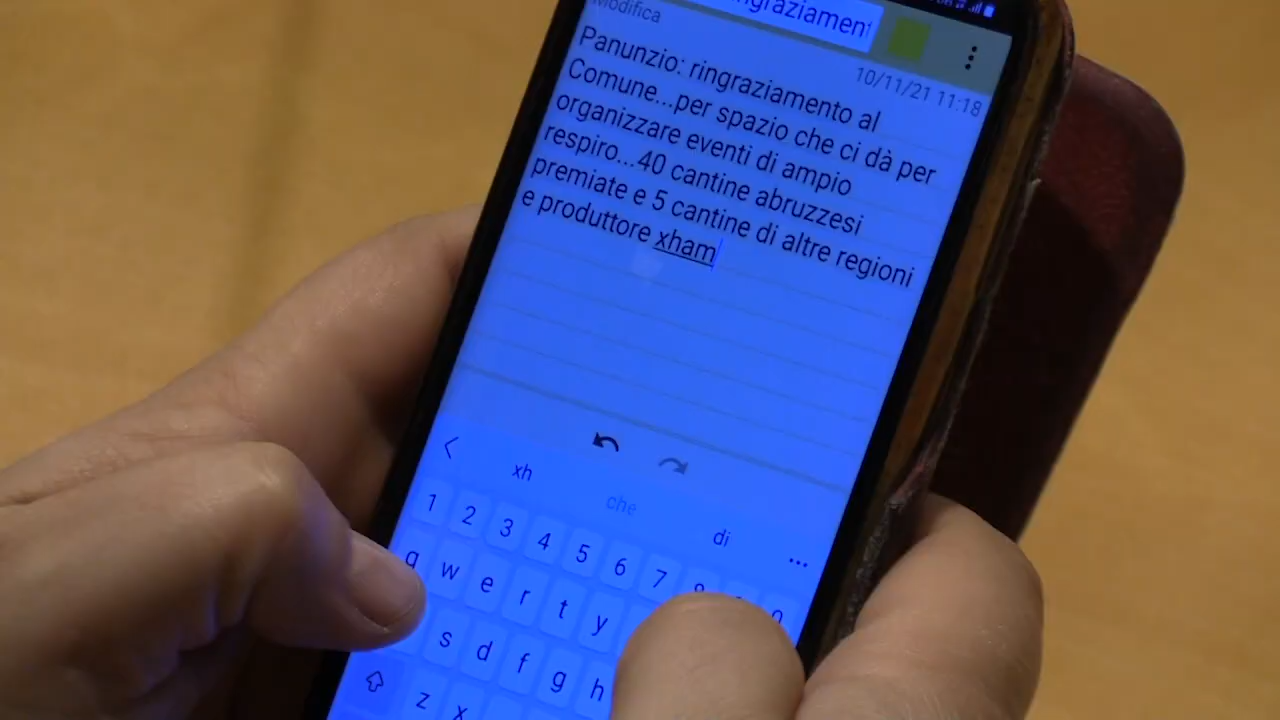 Modifica
10/11/21 11:18
Panunzio: ringraziamento al
Comune...per spazio che ci dà per
organizzare eventi di ampio
respiro...40 cantine abruzzesi
premiate e 5 cantine di altre regioni
e produttore xham
xh che di
1 2 3 4 5 6 7 8
q w e r t y
s d f g h
z x